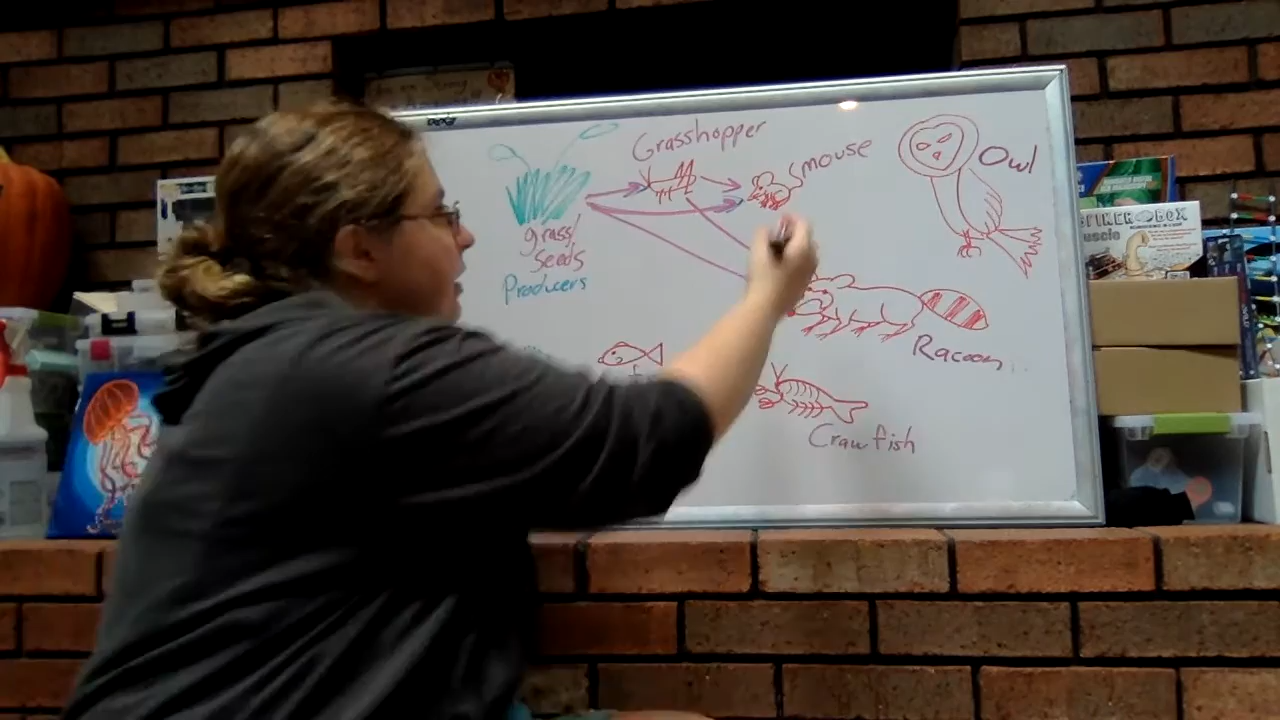 Grasshopper
mouse
Owl
grass/
Seeds
Producers
Racoon
Crawfish